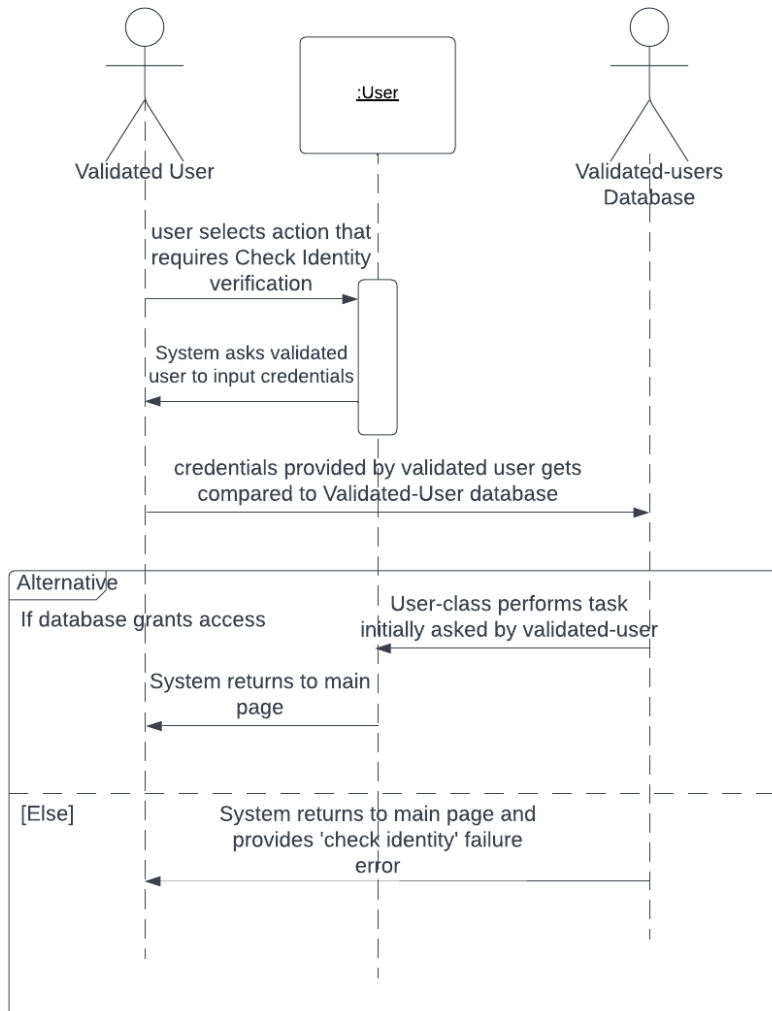 :User
Validated User
Validated-users
Database
user selects action that
requires Check Identity
verification
System asks validated
user to input credentials
credentials provided by validated user gets
compared to Validated-User database
Alternative
If database grants access
User-class performs task
initially asked by validated-user
System returns to main
page
[Else]
System returns to main page and
provides 'check identity' failure
error